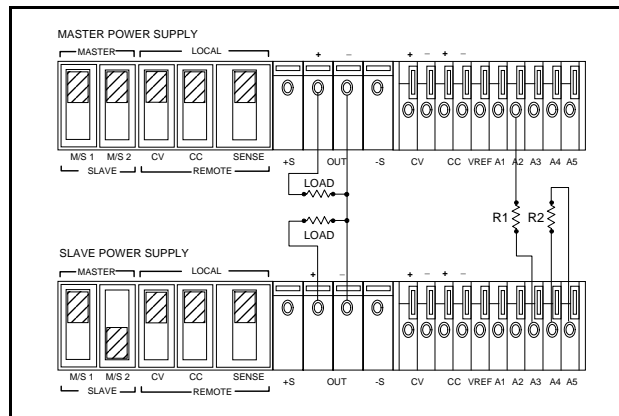 MASTER POWER SUPPLY
MASTER LOCAL
+ – + – + –
M/S 1 M/S 2 CV CC SENSE +S OUT -S CV CC VREF A1 A2 A3 A4 A5
SLAVE REMOTE
LOAD
R1 R2
LOAD
SLAVE POWER SUPPLY
MASTER LOCAL
+ – + – + –
M/S 1 M/S 2 CV CC SENSE +S OUT -S CV CC VREF A1 A2 A3 A4 A5
SLAVE REMOTE